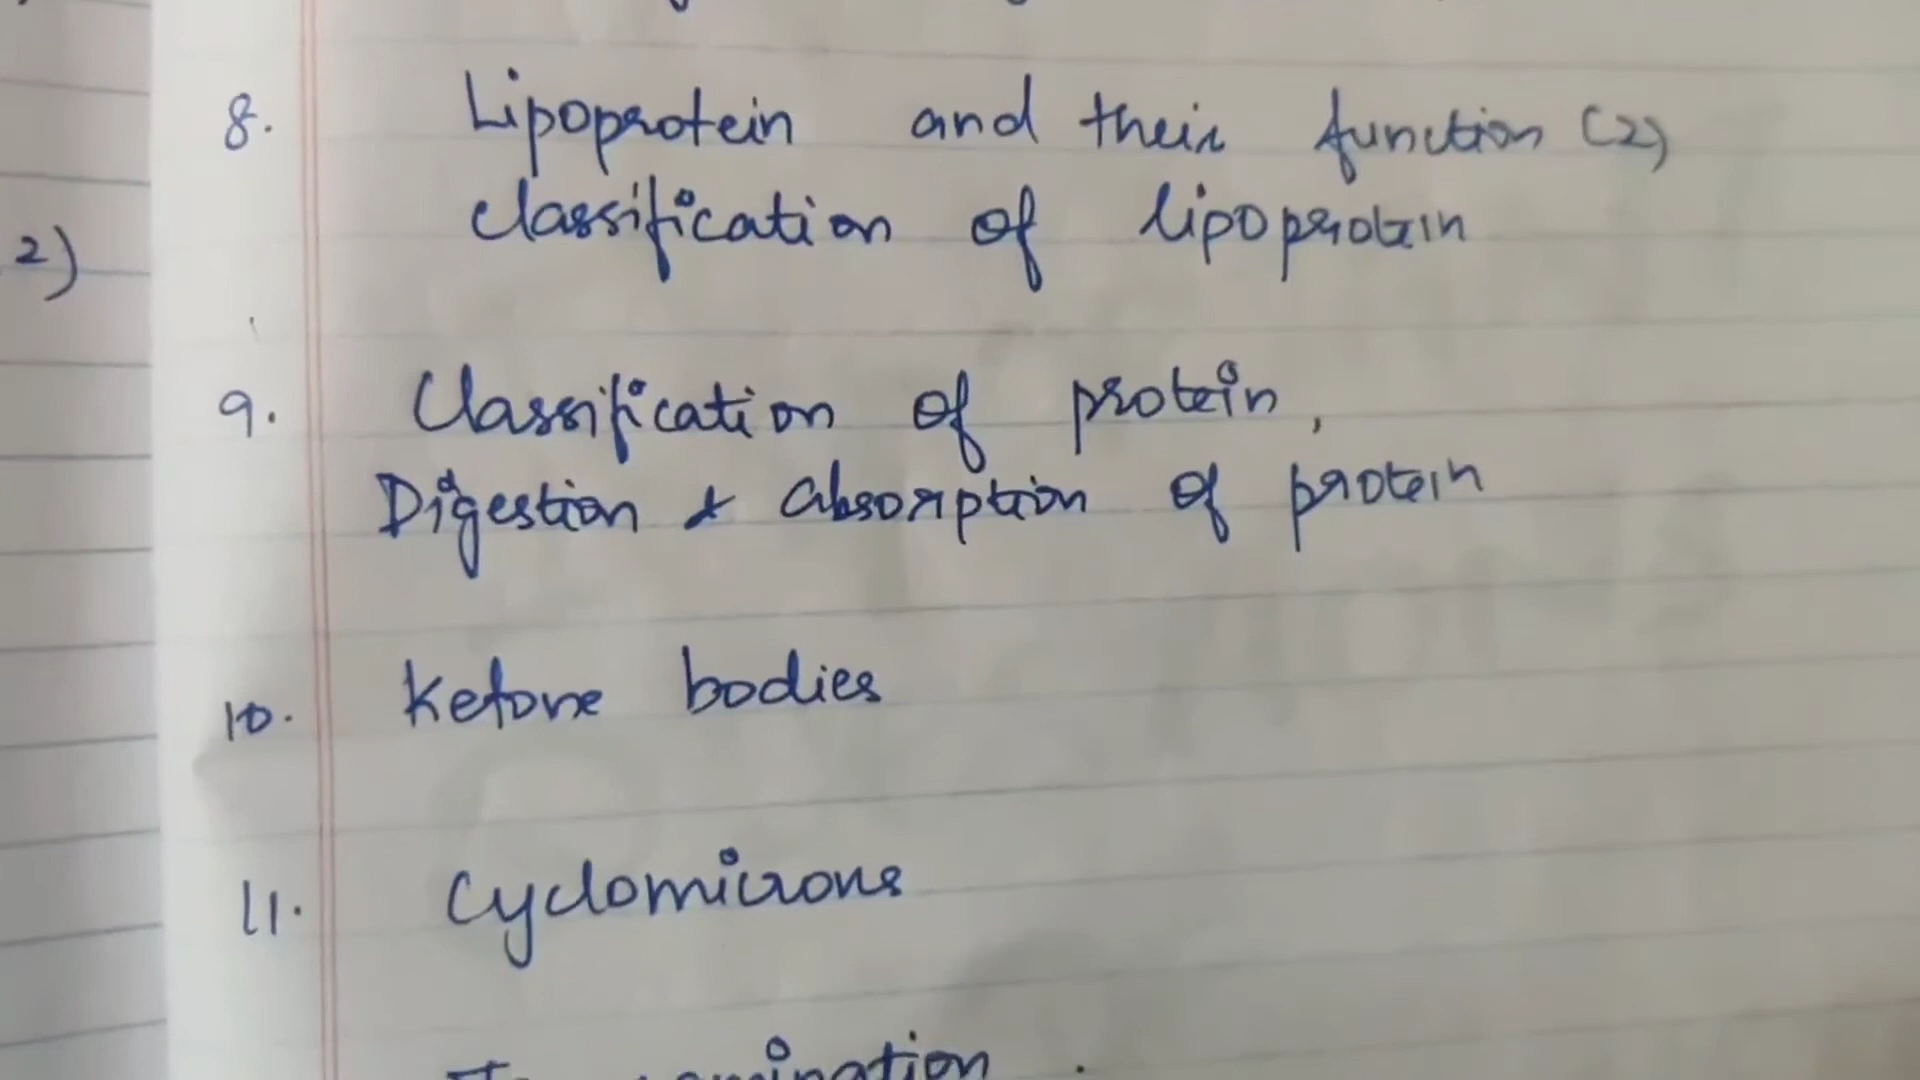 2)
8. Lipoprotein and their function (2)
classification of lipoprotein
9. Classification of protein,
Digestion & absorption of protein
10. Ketone bodies
11. Cyclomicrons